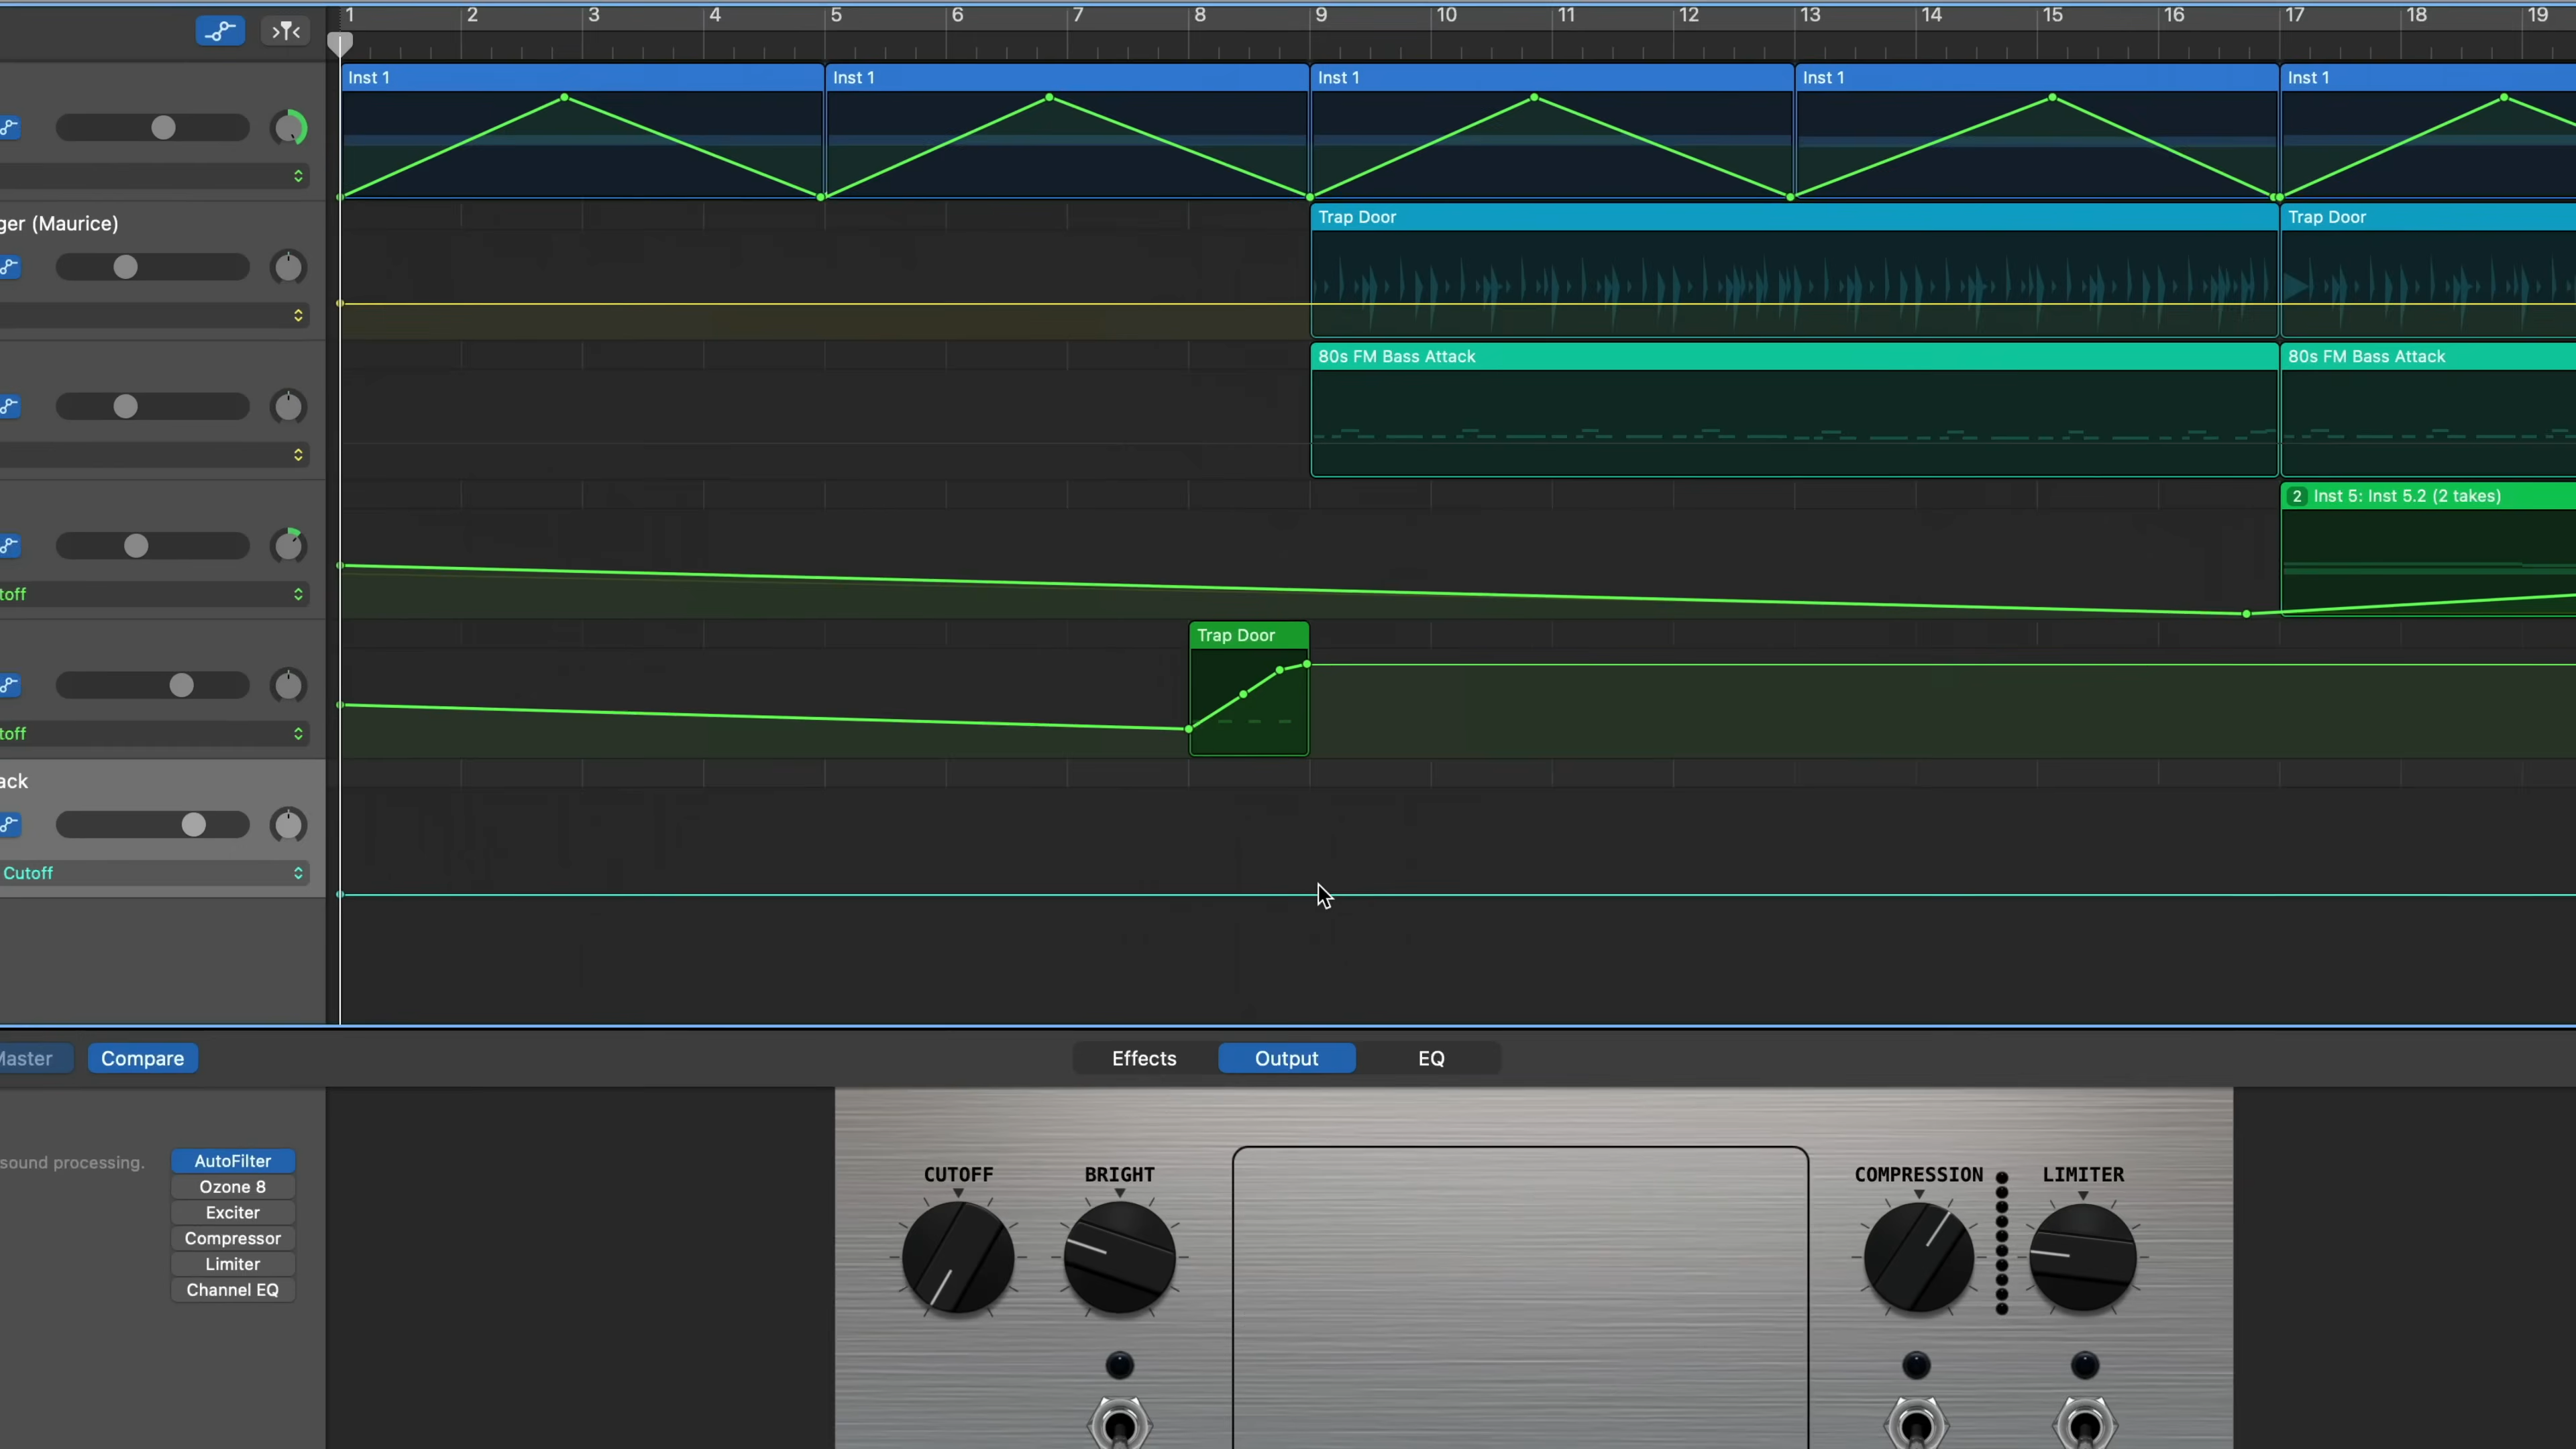 1 2 3 4 5 6 7 8 9 10 11 12 13 14 15 16 17 18 19
Inst 1 Inst 1 Inst 1 Inst 1 Inst 1
ger (Maurice)
Trap Door Trap Door
80s FM Bass Attack 80s FM Bass Attack
2 Inst 5: Inst 5.2 (2 takes)
toff
Trap Door
toff
ack
Cutoff
Master Compare Effects Output EQ
sound processing.
AutoFilter
Ozone 8
Exciter
Compressor
Limiter
Channel EQ
CUTOFF BRIGHT COMPRESSION LIMITER